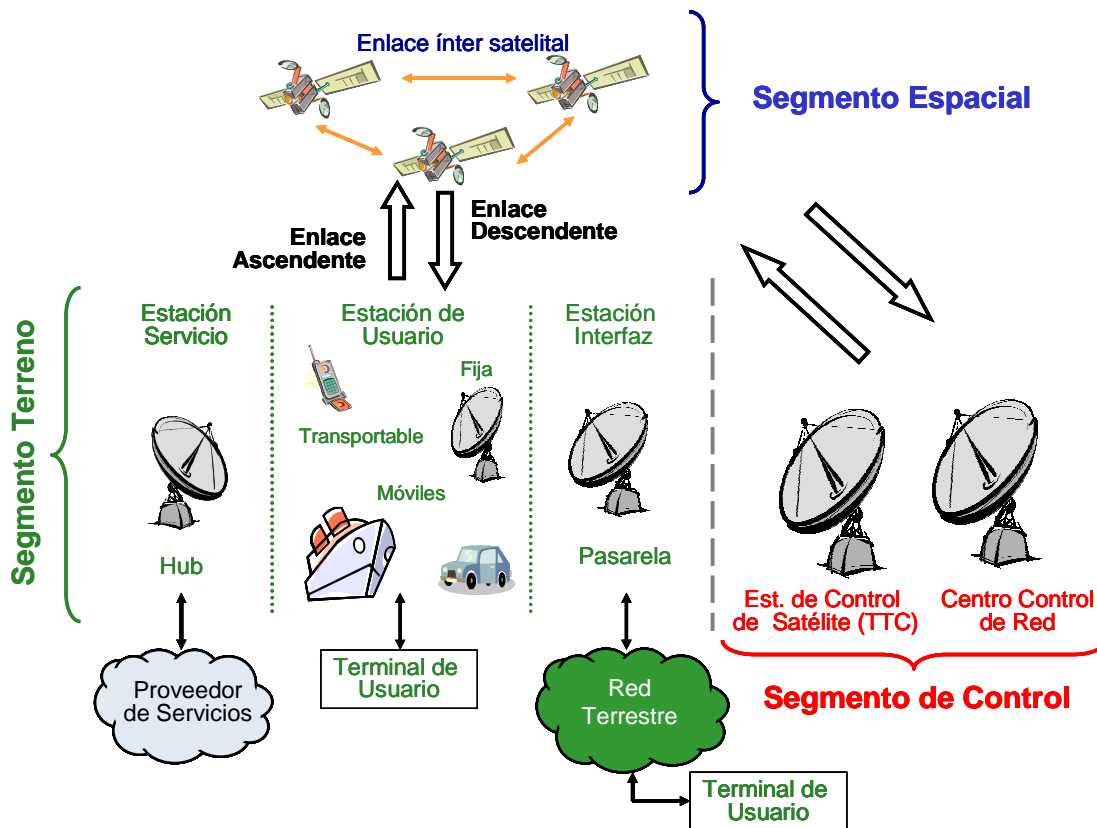 Enlace ínter satelital
Segmento Espacial
Enlace
Ascendente
Enlace
Descendente
Segmento Terreno
Estación
Servicio
Estación de
Usuario
Estación
Interfaz
Fija
Transportable
Móviles
Hub
Pasarela
Est. de Control
de Satélite (TTC)
Centro Control
de Red
Segmento de Control
Proveedor
de Servicios
Terminal de
Usuario
Red
Terrestre
Terminal de
Usuario